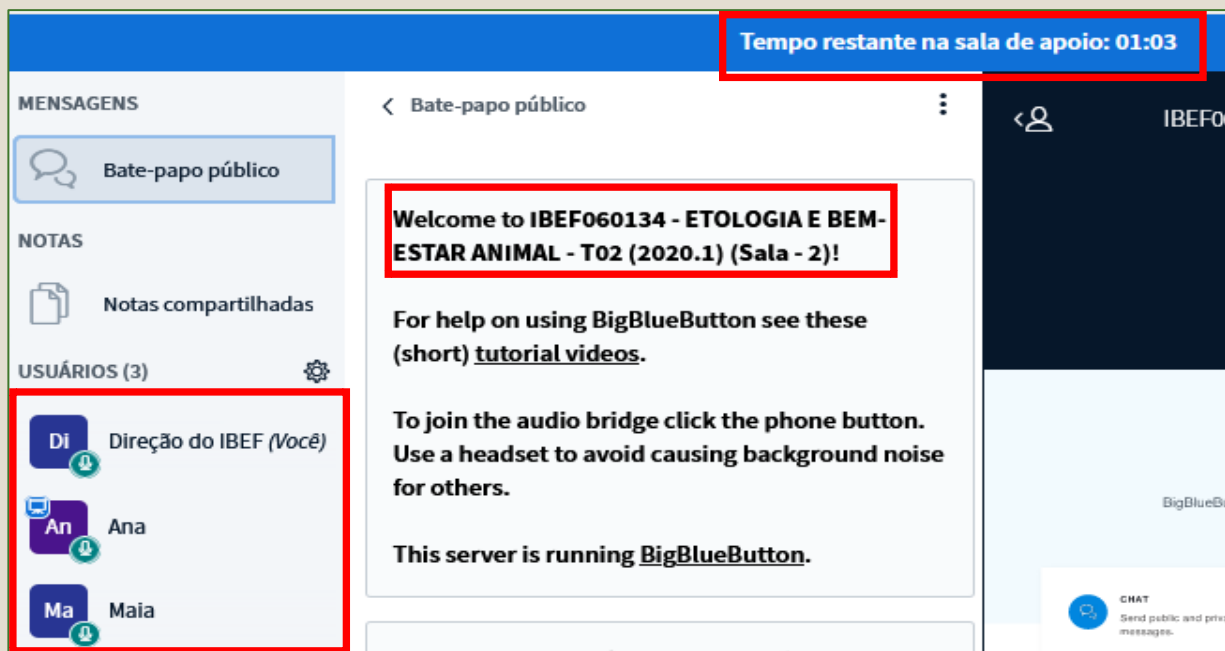 Tempo restante na sala de apoio: 01:03
MENSAGENS
Bate-papo público
NOTAS
Notas compartilhadas
USUÁRIOS (3)
Di
Direção do IBEF (Você)
An
Ana
Ma
Maia
Bate-papo público
Welcome to IBEF060134 - ETOLOGIA E BEM-
ESTAR ANIMAL - T02 (2020.1) (Sala - 2)!
For help on using BigBlueButton see these
(short) tutorial videos.
To join the audio bridge click the phone button.
Use a headset to avoid causing background noise
for others.
This server is running BigBlueButton.
CHAT
Send public and
messages.